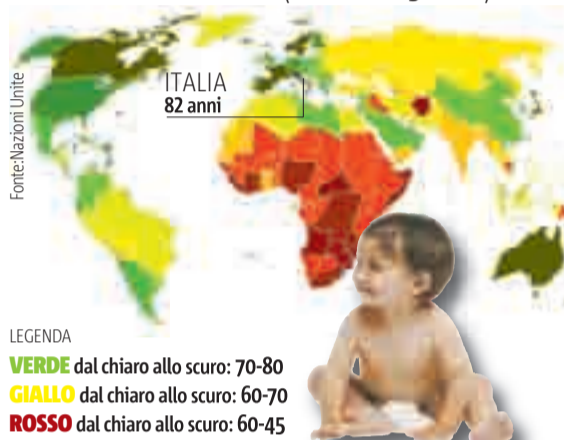 ITALIA
82 anni
Fonte:Nazioni Unite
LEGENDA
VERDE dal chiaro allo scuro: 70-80
GIALLO dal chiaro allo scuro: 60-70
ROSSO dal chiaro allo scuro: 60-45